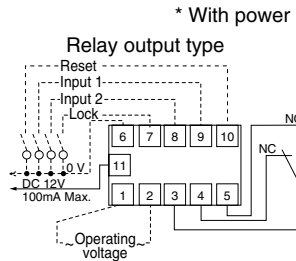 * With power
Relay output type
Reset
Input 1
Input 2
Lock
6 7 8 9 10
0 V
11
DC 12V
100mA Max.
1 2 3 4 5
NC
Operating
voltage